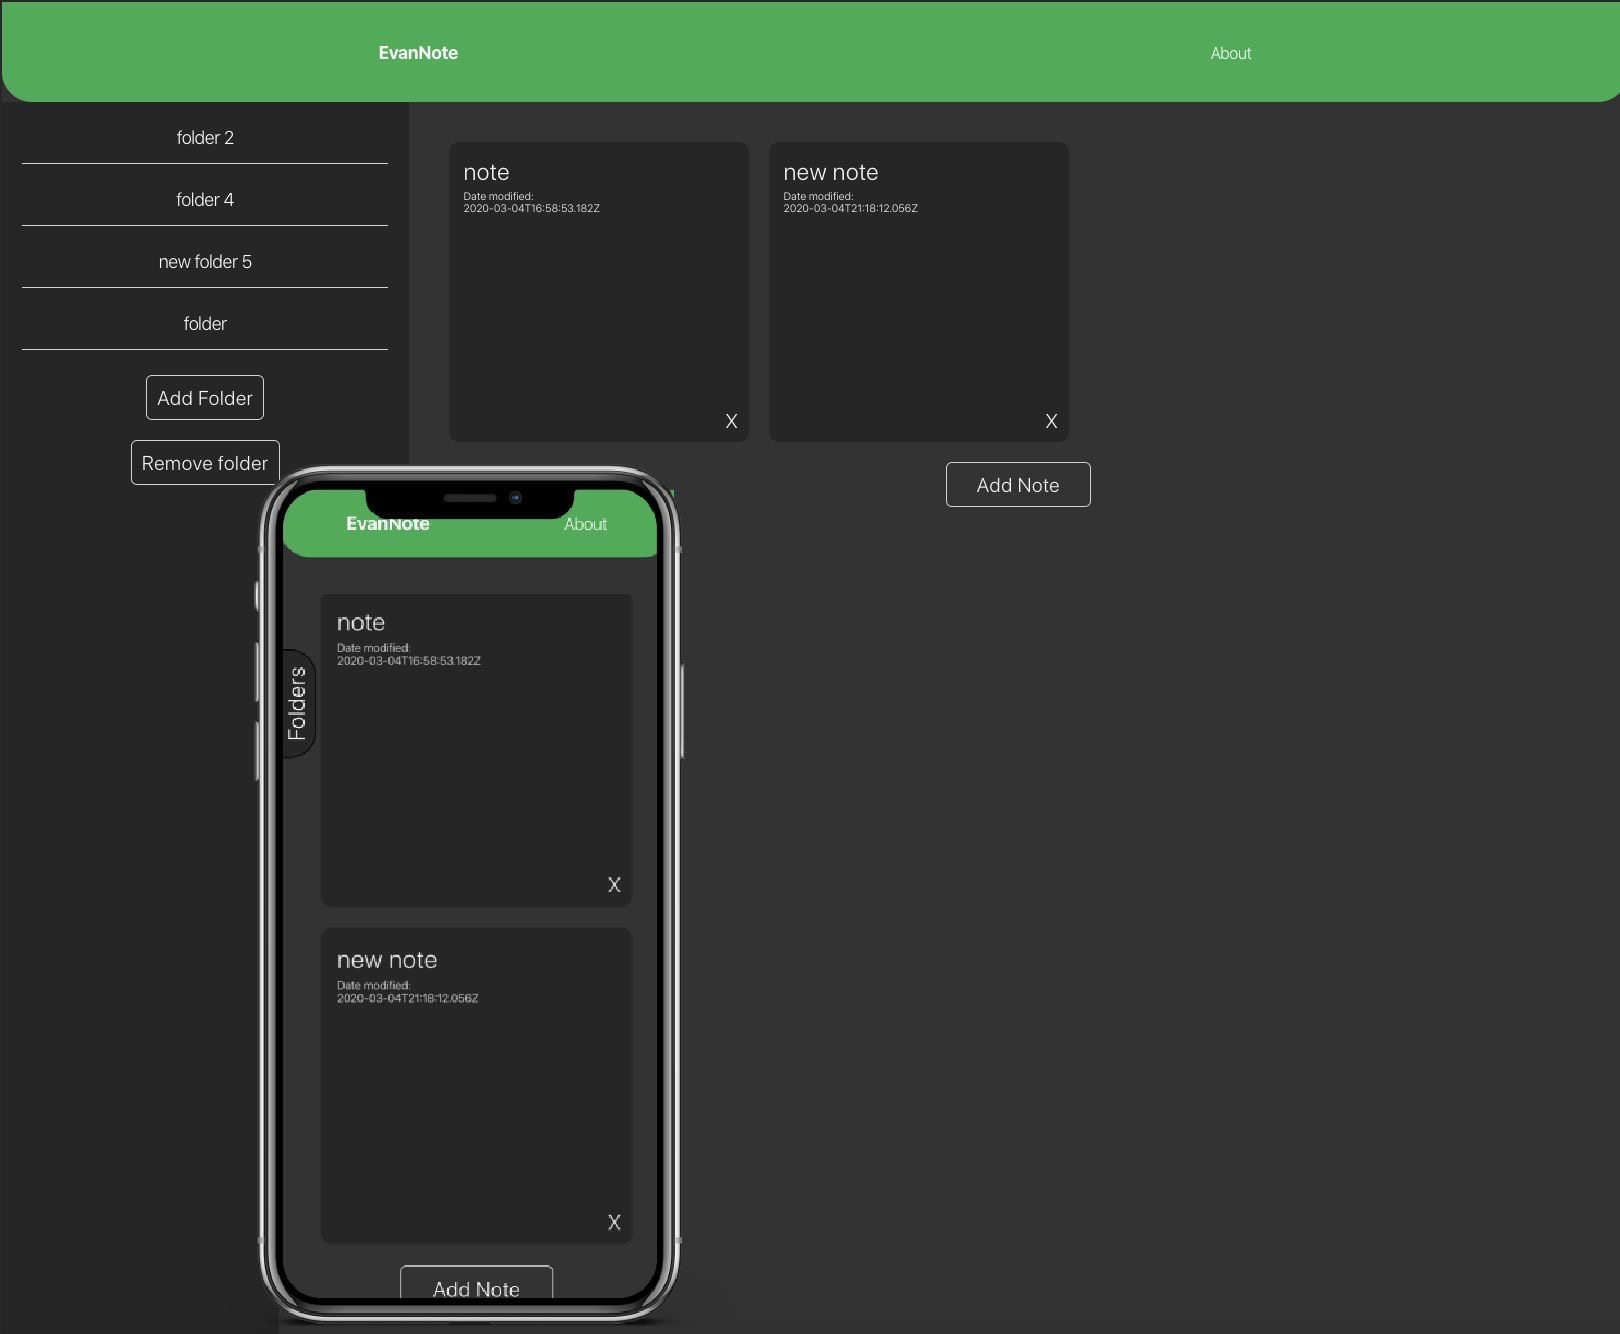 EvanNote
About
folder 2
folder 4
new folder 5
folder
Add Folder
Remove folder
note
Date modified:
2020-03-04T16:58:53.182Z
X
new note
Date modified:
2020-03-04T21:18:12.056Z
X
Add Note
EvanNote
About
Folders
note
Date modified:
2020-03-04T16:58:53.182Z
X
new note
Date modified:
2020-03-04T21:18:12.056Z
X
Add Note